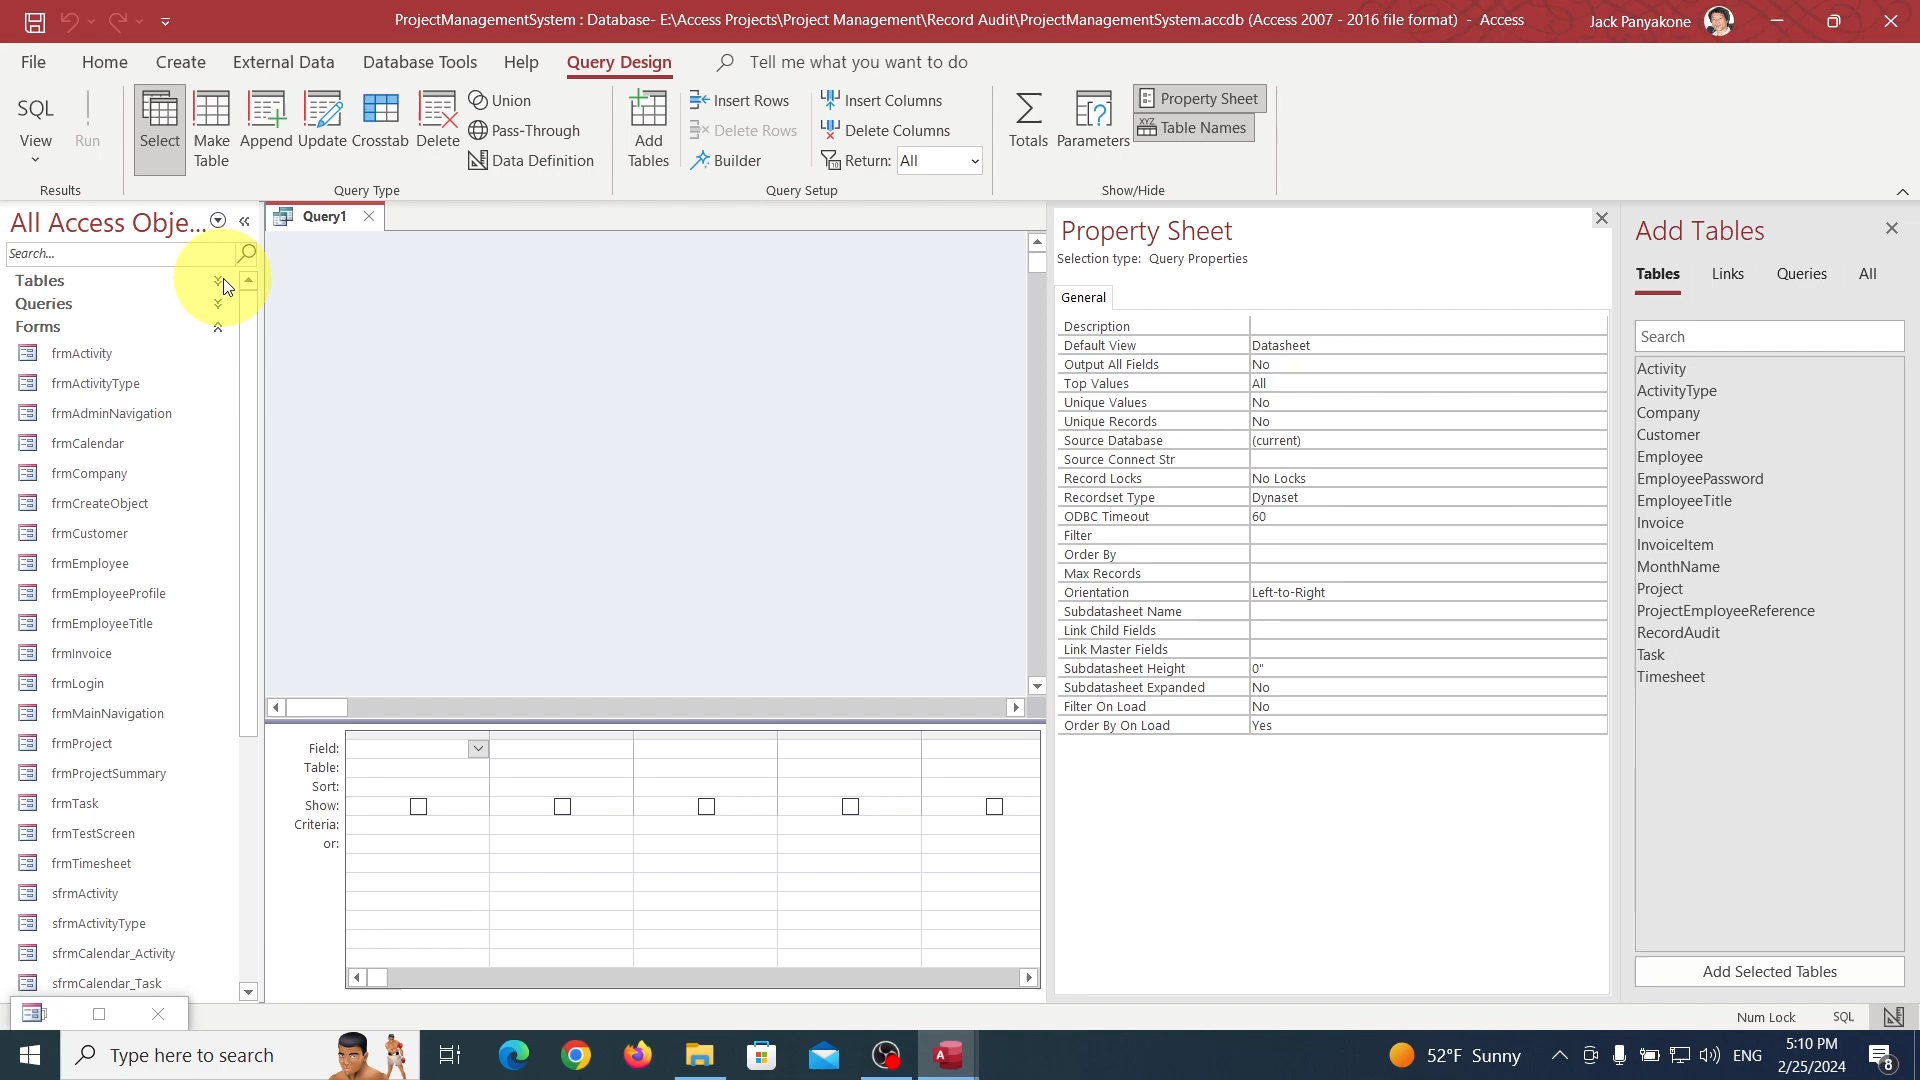 ProjectManagementSystem : Database- E:\Access Projects\Project Management\Record Audit\ProjectManagementSystem.accdb (Access 2007 - 2016 file format) - Access
Jack Panyakone
File Home Create External Data Database Tools Help Query Design Tell me what you want to do
SQL
View
Run
Select
Make Table
Append
Update
Crosstab
Delete
Union
Pass-Through
Data Definition
Add Tables
Insert Rows
Delete Rows
Builder
Insert Columns
Delete Columns
Return: All
Totals
Parameters
Property Sheet
XYZ
Table Names
Results
Query Type
Query Setup
Show/Hide
All Access Obje...
Search...
Tables
Queries
Forms
frmActivity
frmActivityType
frmAdminNavigation
frmCalendar
frmCompany
frmCreateObject
frmCustomer
frmEmployee
frmEmployeeProfile
frmEmployeeTitle
frmInvoice
frmLogin
frmMainNavigation
frmProject
frmProjectSummary
frmTask
frmTestScreen
frmTimesheet
sfrmActivity
sfrmActivityType
sfrmCalendar_Activity
sfrmCalendar_Task
Query1
Field:
Table:
Sort:
Show:
Criteria:
or:
Property Sheet
Selection type: Query Properties
General
Description
Default View Datasheet
Output All Fields No
Top Values All
Unique Values No
Unique Records No
Source Database (current)
Source Connect Str
Record Locks No Locks
Recordset Type Dynaset
ODBC Timeout 60
Filter
Order By
Max Records
Orientation Left-to-Right
Subdatasheet Name
Link Child Fields
Link Master Fields
Subdatasheet Height 0"
Subdatasheet Expanded No
Filter On Load No
Order By On Load Yes
Add Tables
Tables Links Queries All
Search
Activity
ActivityType
Company
Customer
Employee
EmployeePassword
EmployeeTitle
Invoice
InvoiceItem
MonthName
Project
ProjectEmployeeReference
RecordAudit
Task
Timesheet
Add Selected Tables
Num Lock SQL
Type here to search
52°F Sunny
ENG
5:10 PM
2/25/2024
8